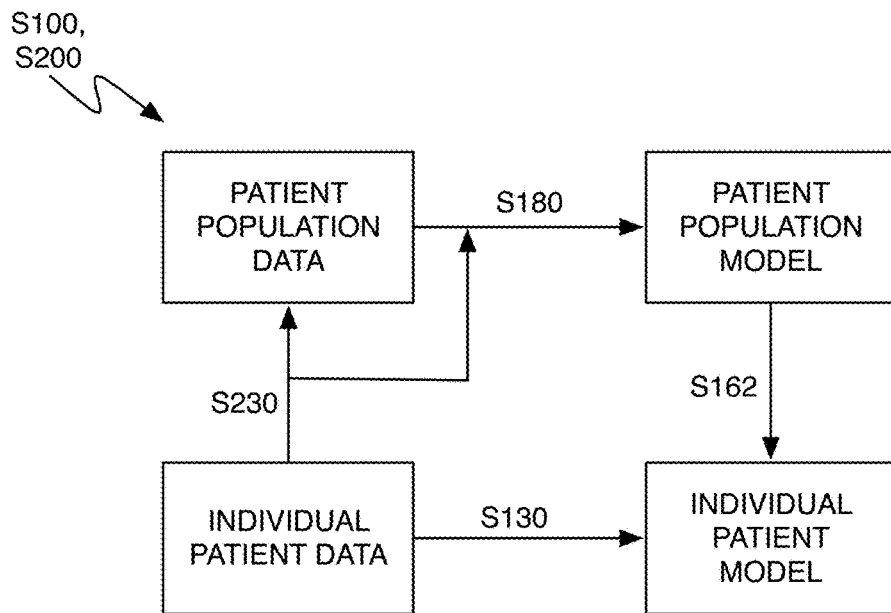 S100,
S200
PATIENT
POPULATION
DATA
S180
PATIENT
POPULATION
MODEL
S230
S162
INDIVIDUAL
PATIENT DATA
S130
INDIVIDUAL
PATIENT
MODEL